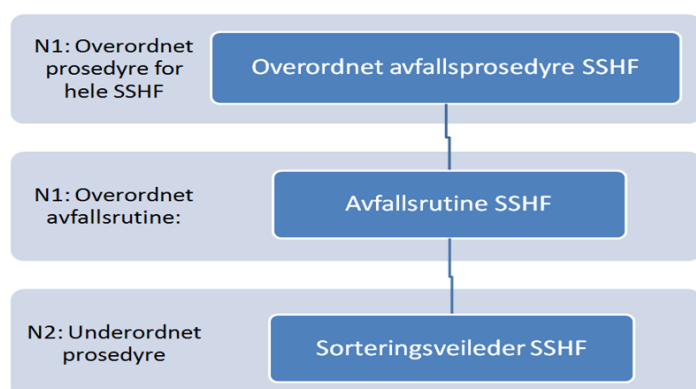 N1: Overordnet
prosedyre for
hele SSHF
Overordnet avfallsprosedyre SSHF
N1: Overordnet
avfallsrutine:
Avfallsrutine SSHF
N2: Underordnet
prosedyre
Sorteringsveileder SSHF